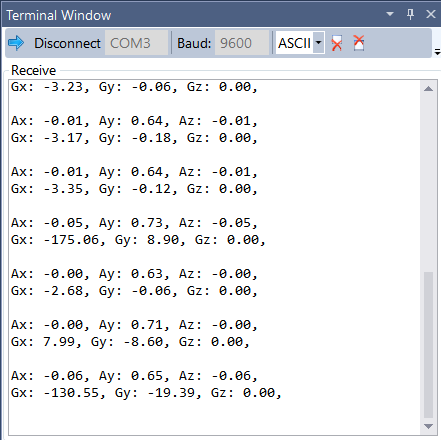 Terminal Window
Disconnect COM3 Baud: 9600 ASCII
Receive
Gx: -3.23, Gy: -0.06, Gz: 0.00,
Ax: -0.01, Ay: 0.64, Az: -0.01,
Gx: -3.17, Gy: -0.18, Gz: 0.00,
Ax: -0.01, Ay: 0.64, Az: -0.01,
Gx: -3.35, Gy: -0.12, Gz: 0.00,
Ax: -0.05, Ay: 0.73, Az: -0.05,
Gx: -175.06, Gy: 8.90, Gz: 0.00,
Ax: -0.00, Ay: 0.63, Az: -0.00,
Gx: -2.68, Gy: -0.06, Gz: 0.00,
Ax: -0.00, Ay: 0.71, Az: -0.00,
Gx: 7.99, Gy: -8.60, Gz: 0.00,
Ax: -0.06, Ay: 0.65, Az: -0.06,
Gx: -130.55, Gy: -19.39, Gz: 0.00,